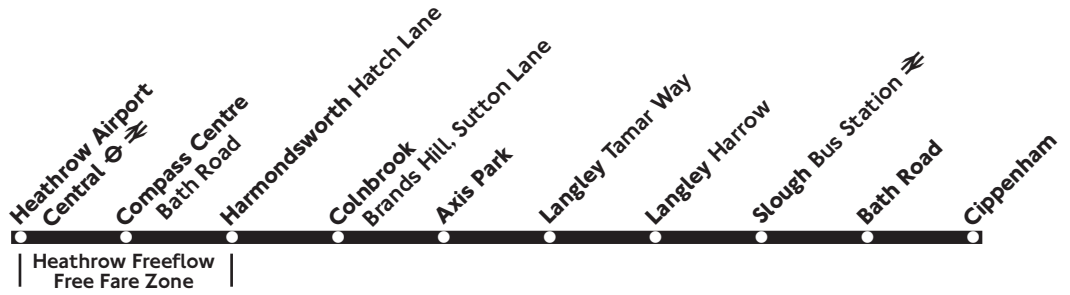 Heathrow Airport
Central
Compass Centre
Bath Road
Harmondsworth Hatch Lane
Colnbrook
Brands Hill, Sutton Lane
Axis Park
Langley Tamar Way
Langley Harrow
Slough Bus Station
Bath Road
Cippenham
Heathrow Freeflow
Free Fare Zone